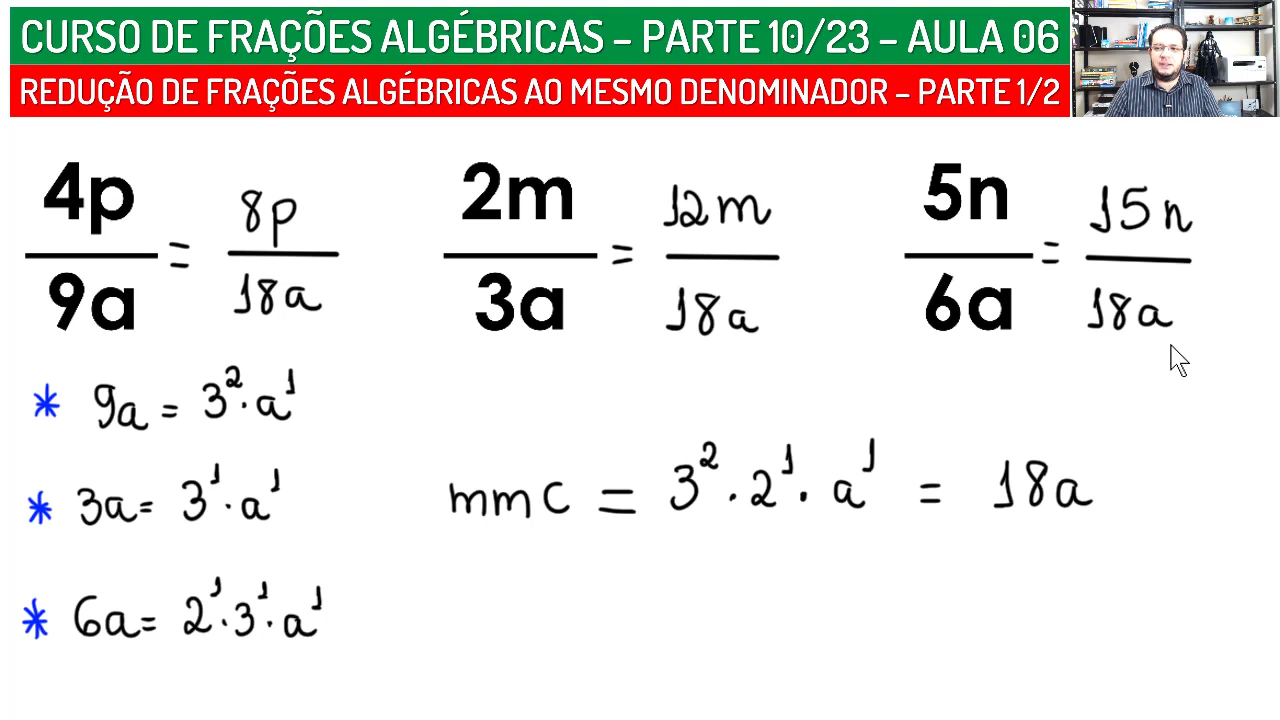 CURSO DE FRAÇÕES ALGÉBRICAS – PARTE 10/23 – AULA 06
REDUÇÃO DE FRAÇÕES ALGÉBRICAS AO MESMO DENOMINADOR – PARTE 1/2
4p/9a = 8p/18a
2m/3a = 12m/18a
5n/6a = 15n/18a
* 9a = 3² · a¹
* 3a = 3¹ · a¹
* 6a = 2¹ · 3¹ · a¹
mmc = 3² · 2¹ · a¹ = 18a